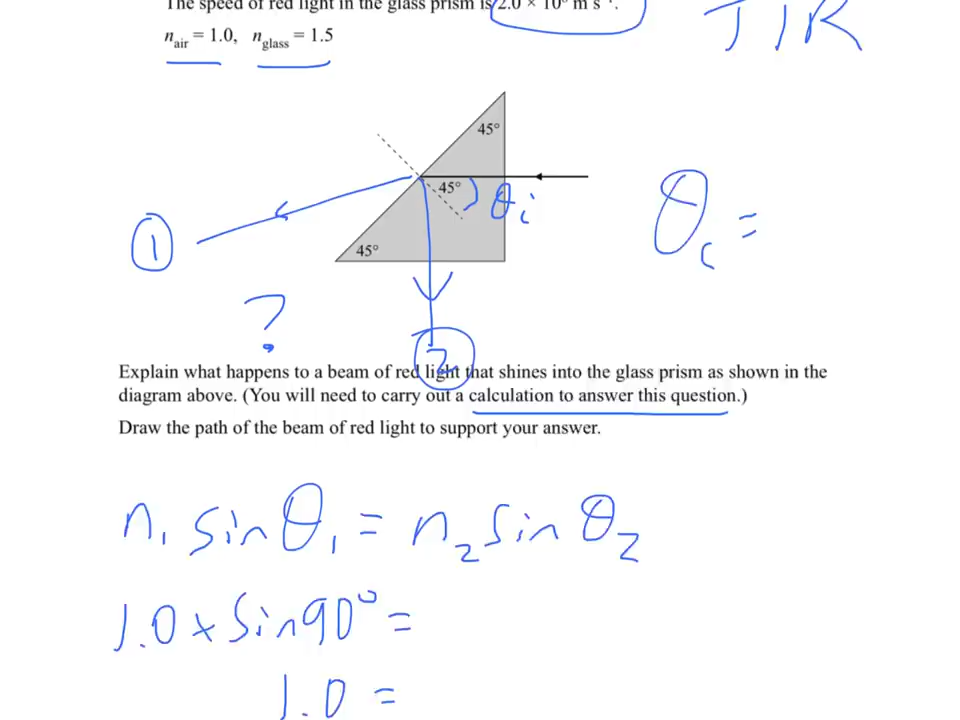 The speed of red light in the glass prism is 2.0 × 10⁸ m s⁻¹.
TIR
n_air = 1.0, n_glass = 1.5
45°
45°
θi
θc =
1
45°
?
2
Explain what happens to a beam of red light that shines into the glass prism as shown in the
diagram above. (You will need to carry out a calculation to answer this question.)
Draw the path of the beam of red light to support your answer.
n₁ sinθ₁ = n₂ sin θ₂
1.0 × sin90° =
1.0 =